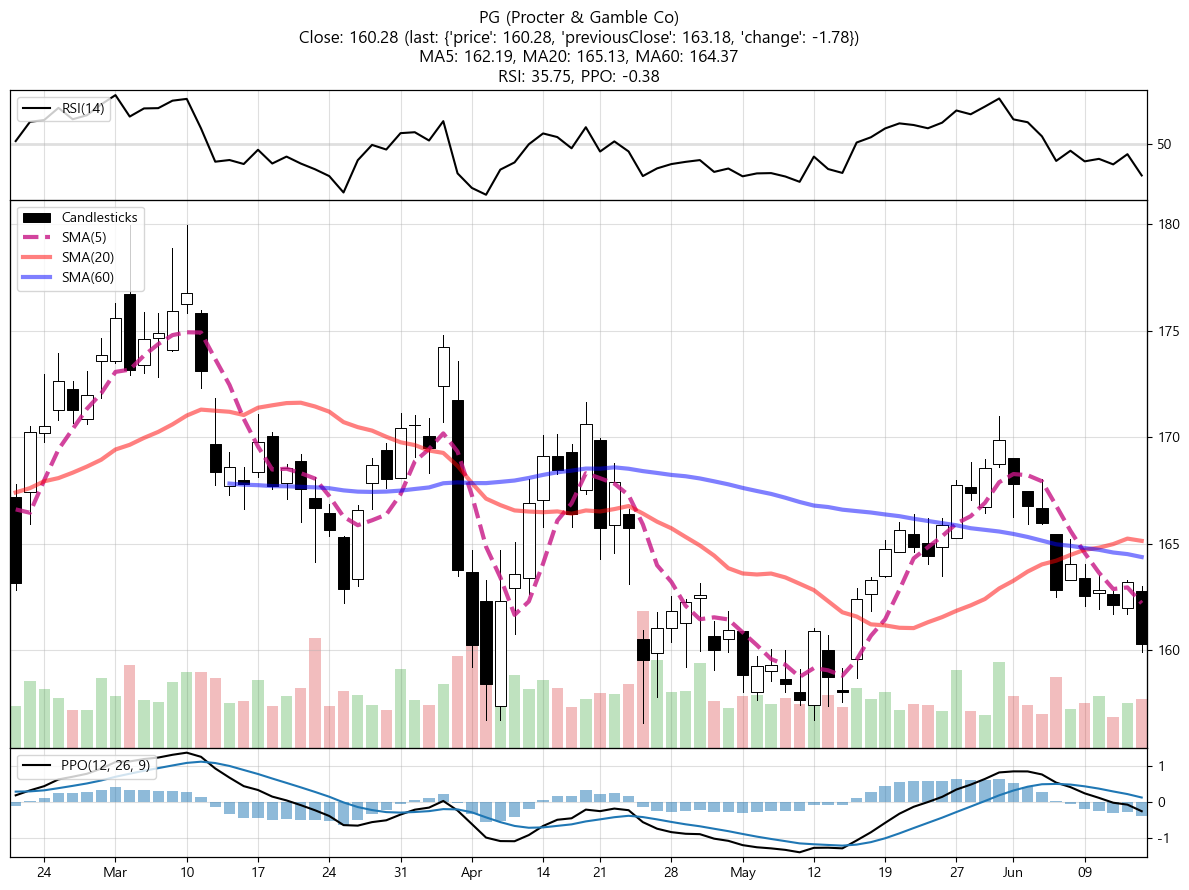 PG (Procter & Gamble Co)
Close: 160.28 (last: {'price': 160.28, 'previousClose': 163.18, 'change': -1.78})
MA5: 162.19, MA20: 165.13, MA60: 164.37
RSI: 35.75, PPO: -0.38
RSI(14)
50
Candlesticks
SMA(5)
SMA(20)
SMA(60)
180
175
170
165
160
PPO(12, 26, 9)
1
0
-1
24 Mar 10 17 24 31 Apr 14 21 28 May 12 19 27 Jun 09